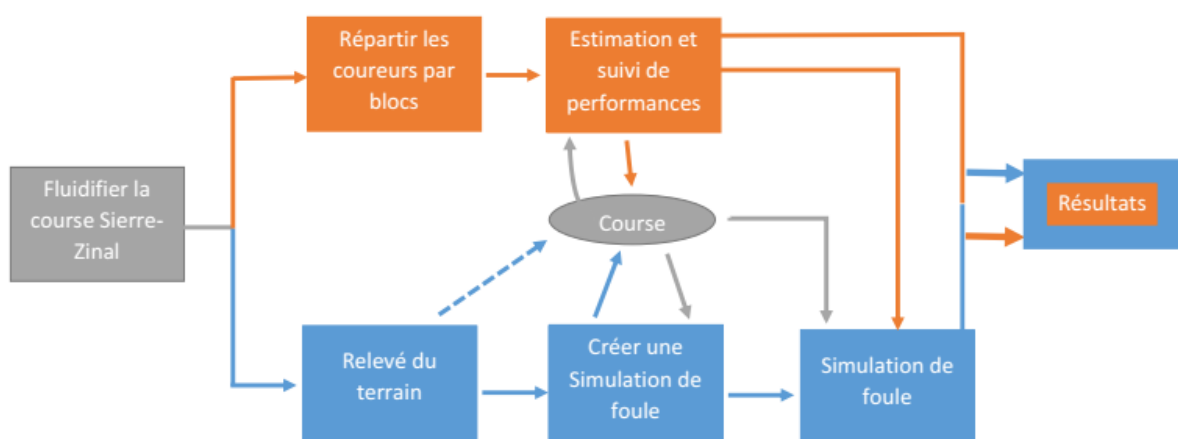 Répartir les
coureurs par
blocs
Estimation et
suivi de
performances
Fluidifier la
course Sierre-
Zinal
Course
Résultats
Relevé du
terrain
Créer une
Simulation de
foule
Simulation de
foule